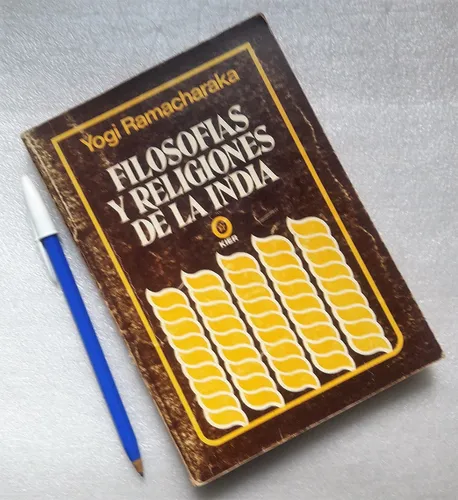 Yogi Ramacharaka
FILOSOFIAS
Y RELIGIONES
DE LA INDIA
KIER